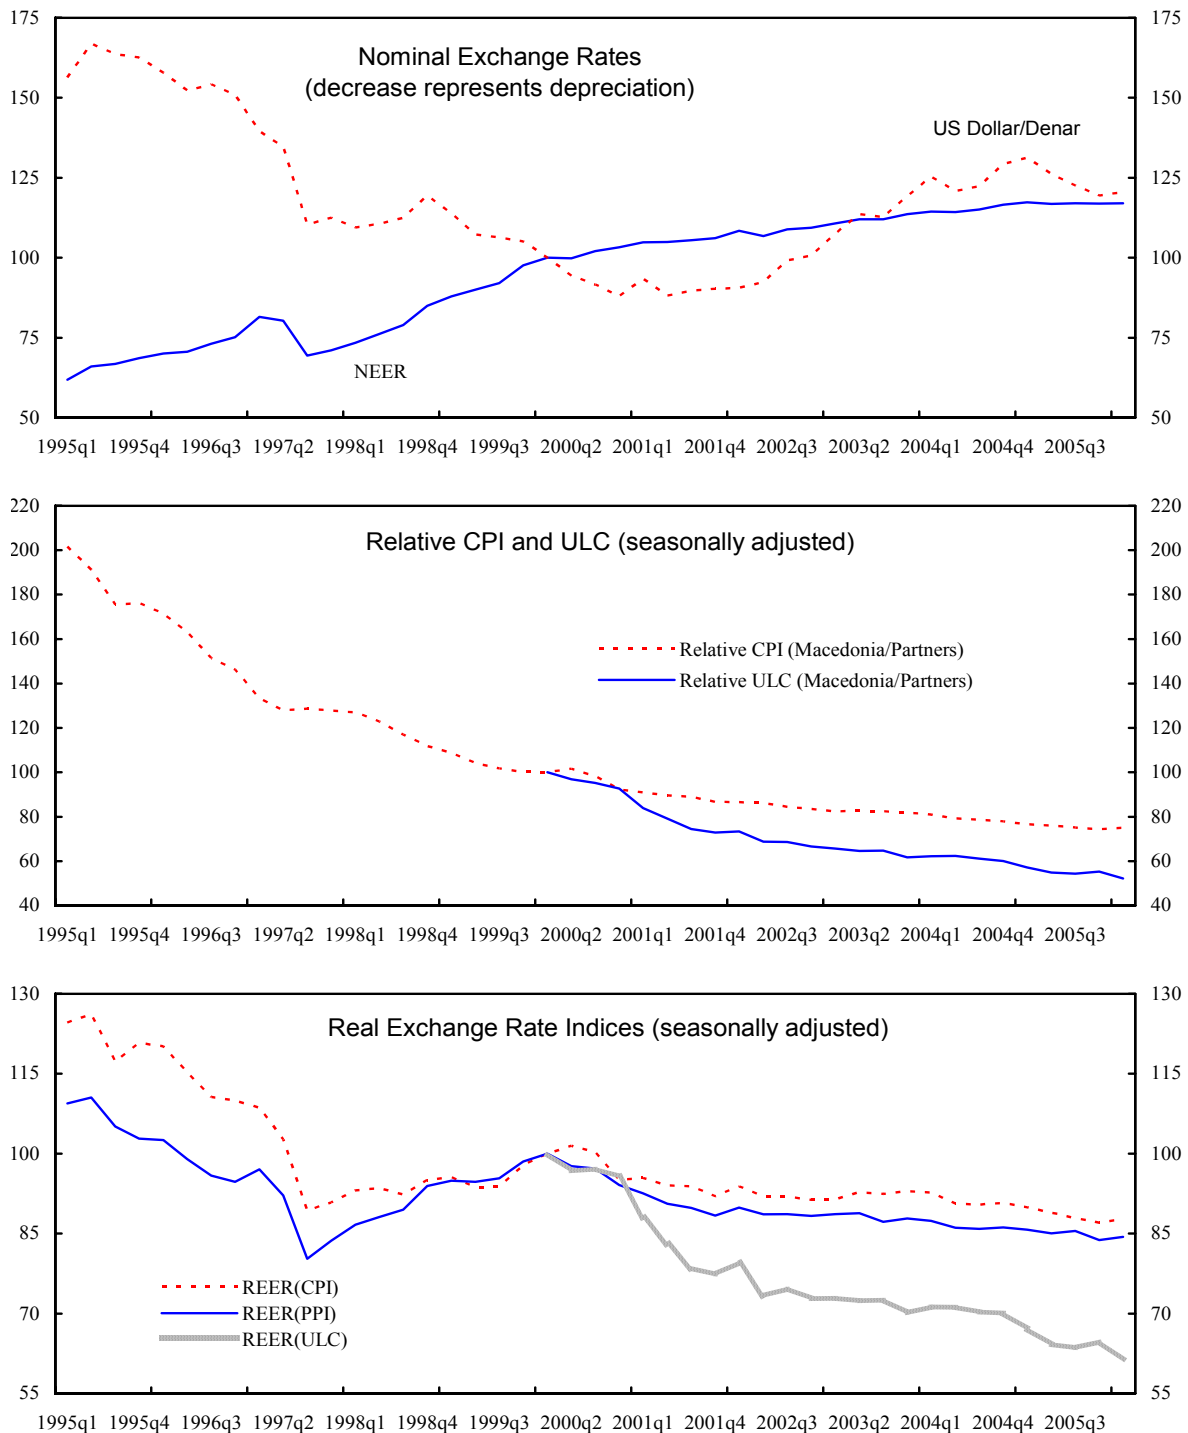 175 175
Nominal Exchange Rates
(decrease represents depreciation)
150 150
US Dollar/Denar
125 125
100 100
75 75
NEER
50 50
1995q1 1995q4 1996q3 1997q2 1998q1 1998q4 1999q3 2000q2 2001q1 2001q4 2002q3 2003q2 2004q1 2004q4 2005q3
220 220
Relative CPI and ULC (seasonally adjusted)
200 200
180 180
160 160
Relative CPI (Macedonia/Partners)
140 140
Relative ULC (Macedonia/Partners)
120 120
100 100
80 80
60 60
40 40
1995q1 1995q4 1996q3 1997q2 1998q1 1998q4 1999q3 2000q2 2001q1 2001q4 2002q3 2003q2 2004q1 2004q4 2005q3
130 130
Real Exchange Rate Indices (seasonally adjusted)
115 115
100 100
85 85
REER(CPI)
70 70
REER(PPI)
REER(ULC)
55 55
1995q1 1995q4 1996q3 1997q2 1998q1 1998q4 1999q3 2000q2 2001q1 2001q4 2002q3 2003q2 2004q1 2004q4 2005q3